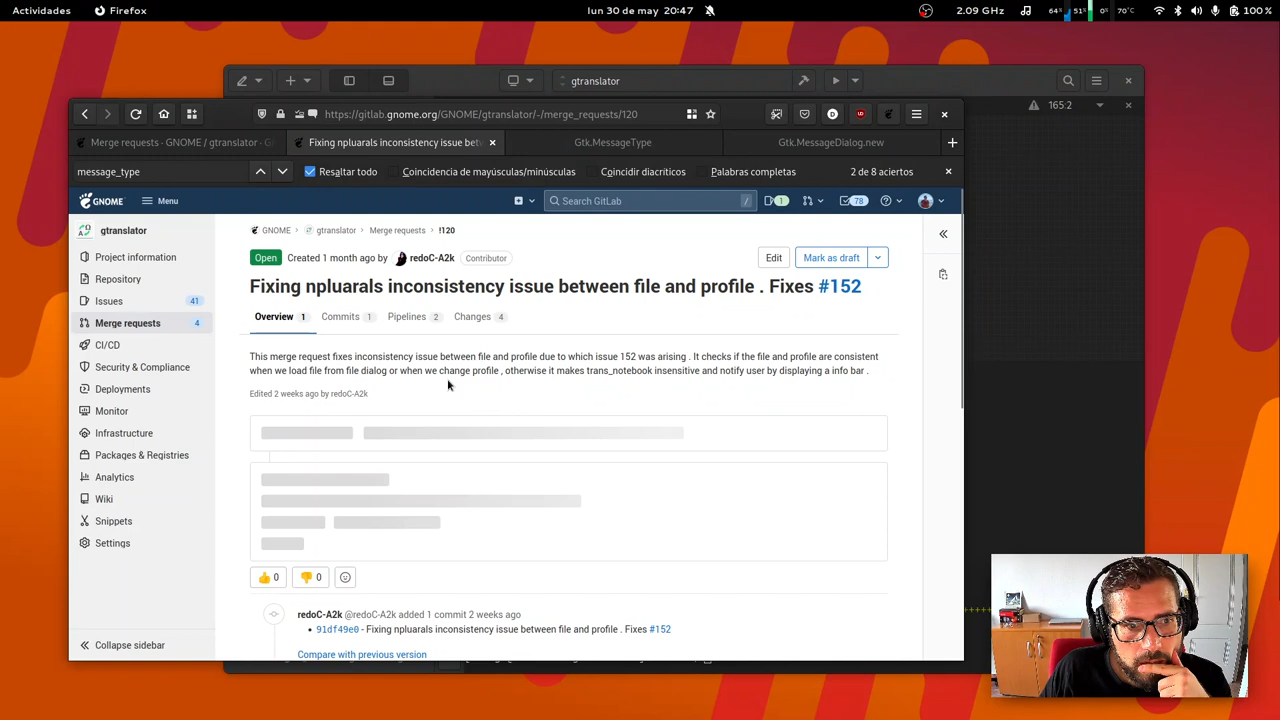 Actividades Firefox lun 30 de may 20:47 2.09 GHz 64% 51% 0% 70°C 100 %
gtranslator
165:2
https://gitlab.gnome.org/GNOME/gtranslator/-/merge_requests/120
Merge requests · GNOME / gtranslator · G
Fixing npluarals inconsistency issue betw
Gtk.MessageType
Gtk.MessageDialog.new
message_type
Resaltar todo
Coincidencia de mayúsculas/minúsculas
Coincidir diacríticos
Palabras completas
2 de 8 aciertos
GNOME Menu Search GitLab / 1 78
gtranslator
Project information
Repository
Issues 41
Merge requests 4
CI/CD
Security & Compliance
Deployments
Monitor
Infrastructure
Packages & Registries
Analytics
Wiki
Snippets
Settings
Collapse sidebar
GNOME gtranslator Merge requests !120
Open Created 1 month ago by redoC-A2k Contributor Edit Mark as draft
Fixing npluarals inconsistency issue between file and profile . Fixes #152
Overview 1 Commits 1 Pipelines 2 Changes 4
This merge request fixes inconsistency issue between file and profile due to which issue 152 was arising . It checks if the file and profile are consistent
when we load file from file dialog or when we change profile , otherwise it makes trans_notebook insensitive and notify user by displaying a info bar .
Edited 2 weeks ago by redoC-A2k
0 0
redoC-A2k @redoC-A2k added 1 commit 2 weeks ago
• 91df49e0 - Fixing npluarals inconsistency issue between file and profile . Fixes #152
Compare with previous version